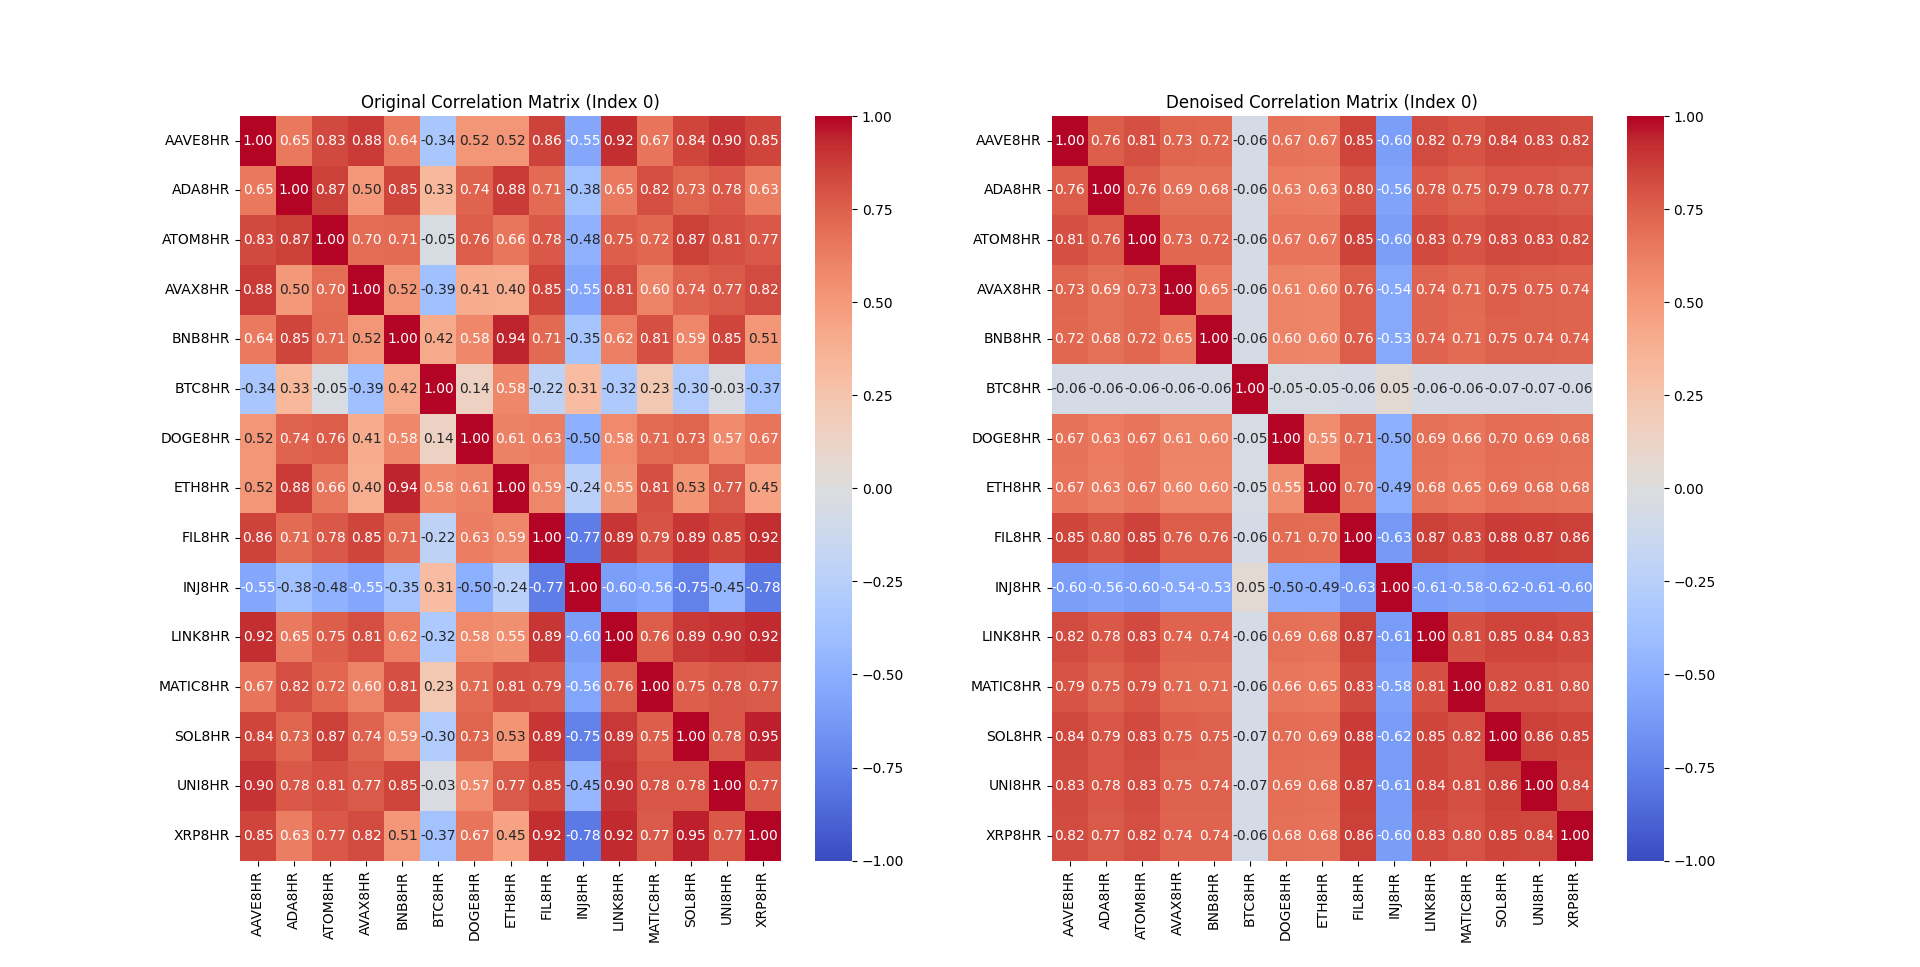 Original Correlation Matrix (Index 0)
AAVE8HR 1.00 0.65 0.83 0.88 0.64 -0.34 0.52 0.52 0.86 -0.55 0.92 0.67 0.84 0.90 0.85
ADA8HR 0.65 1.00 0.87 0.50 0.85 0.33 0.74 0.88 0.71 -0.38 0.65 0.82 0.73 0.78 0.63
ATOM8HR 0.83 0.87 1.00 0.70 0.71 -0.05 0.76 0.66 0.78 -0.48 0.75 0.72 0.87 0.81 0.77
AVAX8HR 0.88 0.50 0.70 1.00 0.52 -0.39 0.41 0.40 0.85 -0.55 0.81 0.60 0.74 0.77 0.82
BNB8HR 0.64 0.85 0.71 0.52 1.00 0.42 0.58 0.94 0.71 -0.35 0.62 0.81 0.59 0.85 0.51
BTC8HR -0.34 0.33 -0.05 -0.39 0.42 1.00 0.14 0.58 -0.22 0.31 -0.32 0.23 -0.30 -0.03 -0.37
DOGE8HR 0.52 0.74 0.76 0.41 0.58 0.14 1.00 0.61 0.63 -0.50 0.58 0.71 0.73 0.57 0.67
ETH8HR 0.52 0.88 0.66 0.40 0.94 0.58 0.61 1.00 0.59 -0.24 0.55 0.81 0.53 0.77 0.45
FIL8HR 0.86 0.71 0.78 0.85 0.71 -0.22 0.63 0.59 1.00 -0.77 0.89 0.79 0.89 0.85 0.92
INJ8HR -0.55 -0.38 -0.48 -0.55 -0.35 0.31 -0.50 -0.24 -0.77 1.00 -0.60 -0.56 -0.75 -0.45 -0.78
LINK8HR 0.92 0.65 0.75 0.81 0.62 -0.32 0.58 0.55 0.89 -0.60 1.00 0.76 0.89 0.90 0.92
MATIC8HR 0.67 0.82 0.72 0.60 0.81 0.23 0.71 0.81 0.79 -0.56 0.76 1.00 0.75 0.78 0.77
SOL8HR 0.84 0.73 0.87 0.74 0.59 -0.30 0.73 0.53 0.89 -0.75 0.89 0.75 1.00 0.78 0.95
UNI8HR 0.90 0.78 0.81 0.77 0.85 -0.03 0.57 0.77 0.85 -0.45 0.90 0.78 0.78 1.00 0.77
XRP8HR 0.85 0.63 0.77 0.82 0.51 -0.37 0.67 0.45 0.92 -0.78 0.92 0.77 0.95 0.77 1.00
AAVE8HR ADA8HR ATOM8HR AVAX8HR BNB8HR BTC8HR DOGE8HR ETH8HR FIL8HR INJ8HR LINK8HR MATIC8HR SOL8HR UNI8HR XRP8HR
1.00
0.75
0.50
0.25
0.00
−0.25
−0.50
−0.75
−1.00
Denoised Correlation Matrix (Index 0)
AAVE8HR 1.00 0.76 0.81 0.73 0.72 -0.06 0.67 0.67 0.85 -0.60 0.82 0.79 0.84 0.83 0.82
ADA8HR 0.76 1.00 0.76 0.69 0.68 -0.06 0.63 0.63 0.80 -0.56 0.78 0.75 0.79 0.78 0.77
ATOM8HR 0.81 0.76 1.00 0.73 0.72 -0.06 0.67 0.67 0.85 -0.60 0.83 0.79 0.83 0.83 0.82
AVAX8HR 0.73 0.69 0.73 1.00 0.65 -0.06 0.61 0.60 0.76 -0.54 0.74 0.71 0.75 0.75 0.74
BNB8HR 0.72 0.68 0.72 0.65 1.00 -0.06 0.60 0.60 0.76 -0.53 0.74 0.71 0.75 0.74 0.74
BTC8HR -0.06 -0.06 -0.06 -0.06 -0.06 1.00 -0.05 -0.05 -0.06 0.05 -0.06 -0.06 -0.07 -0.07 -0.06
DOGE8HR 0.67 0.63 0.67 0.61 0.60 -0.05 1.00 0.55 0.71 -0.50 0.69 0.66 0.70 0.69 0.68
ETH8HR 0.67 0.63 0.67 0.60 0.60 -0.05 0.55 1.00 0.70 -0.49 0.68 0.65 0.69 0.68 0.68
FIL8HR 0.85 0.80 0.85 0.76 0.76 -0.06 0.71 0.70 1.00 -0.63 0.87 0.83 0.88 0.87 0.86
INJ8HR -0.60 -0.56 -0.60 -0.54 -0.53 0.05 -0.50 -0.49 -0.63 1.00 -0.61 -0.58 -0.62 -0.61 -0.60
LINK8HR 0.82 0.78 0.83 0.74 0.74 -0.06 0.69 0.68 0.87 -0.61 1.00 0.81 0.85 0.84 0.83
MATIC8HR 0.79 0.75 0.79 0.71 0.71 -0.06 0.66 0.65 0.83 -0.58 0.81 1.00 0.82 0.81 0.80
SOL8HR 0.84 0.79 0.83 0.75 0.75 -0.07 0.70 0.69 0.88 -0.62 0.85 0.82 1.00 0.86 0.85
UNI8HR 0.83 0.78 0.83 0.75 0.74 -0.07 0.69 0.68 0.87 -0.61 0.84 0.81 0.86 1.00 0.84
XRP8HR 0.82 0.77 0.82 0.74 0.74 -0.06 0.68 0.68 0.86 -0.60 0.83 0.80 0.85 0.84 1.00
AAVE8HR ADA8HR ATOM8HR AVAX8HR BNB8HR BTC8HR DOGE8HR ETH8HR FIL8HR INJ8HR LINK8HR MATIC8HR SOL8HR UNI8HR XRP8HR
1.00
0.75
0.50
0.25
0.00
−0.25
−0.50
−0.75
−1.00